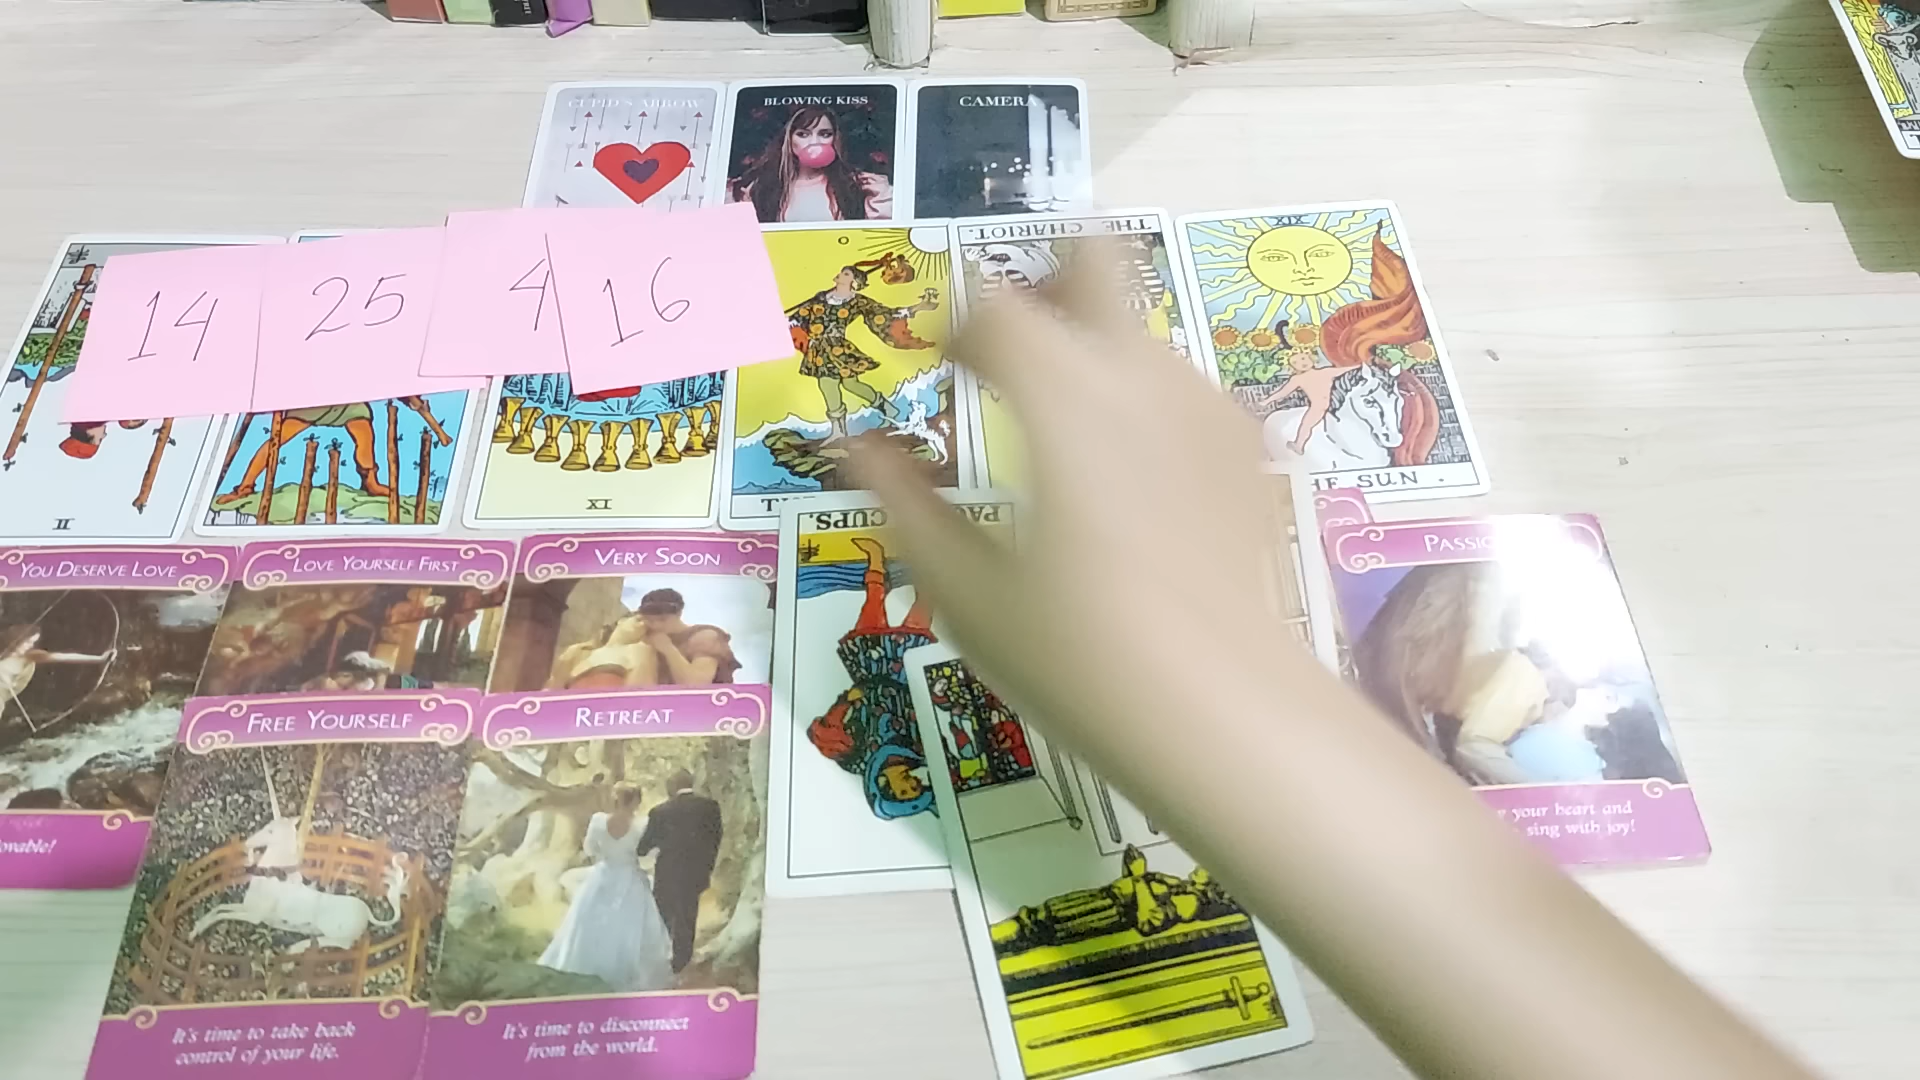 CUPID'S ARROW
BLOWING KISS
CAMERA
14
25
4
16
0
THE CHARIOT.
XIX
THE SUN.
II
IX
CUPS.
YOU DESERVE LOVE
LOVE YOURSELF FIRST
VERY SOON
FREE YOURSELF
It's time to take back
control of your life.
RETREAT
It's time to disconnect
from the world.
your heart and
sing with joy!